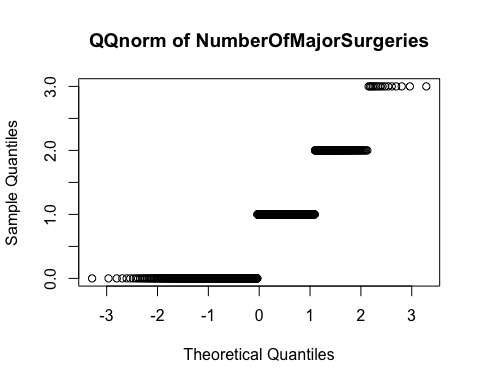 QQnorm of NumberOfMajorSurgeries
Sample Quantiles
3.0
2.0
1.0
0.0
-3 -2 -1 0 1 2 3
Theoretical Quantiles